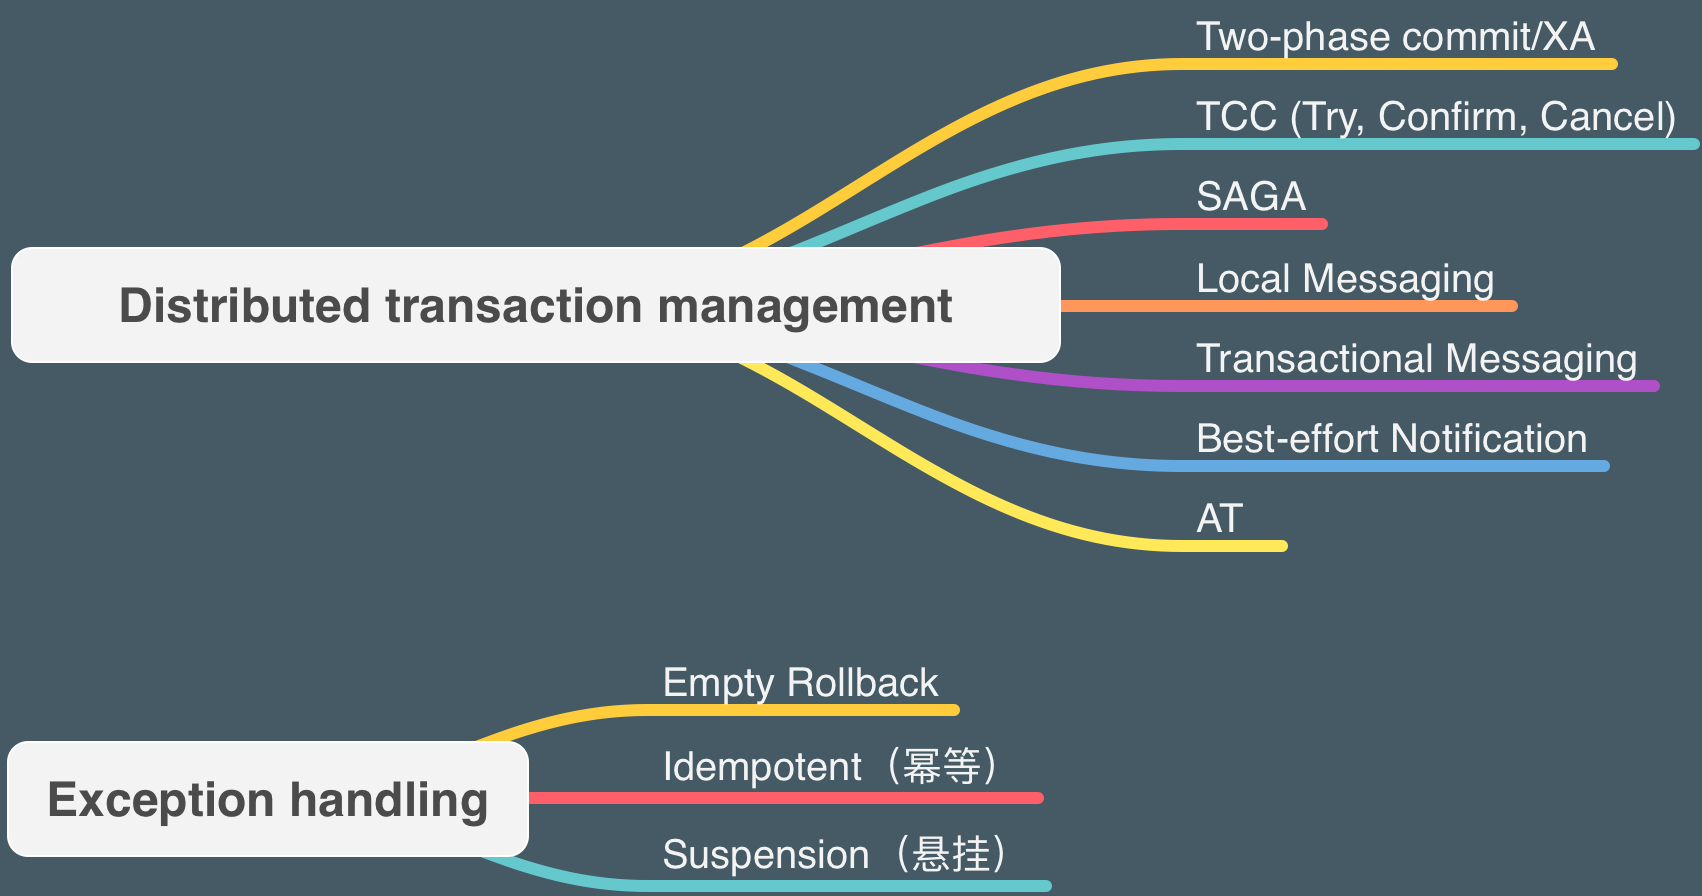 Two-phase commit/XA
TCC (Try, Confirm, Cancel)
SAGA
Distributed transaction management
Local Messaging
Transactional Messaging
Best-effort Notification
AT
Empty Rollback
Exception handling
Idempotent（幂等）
Suspension（悬挂）